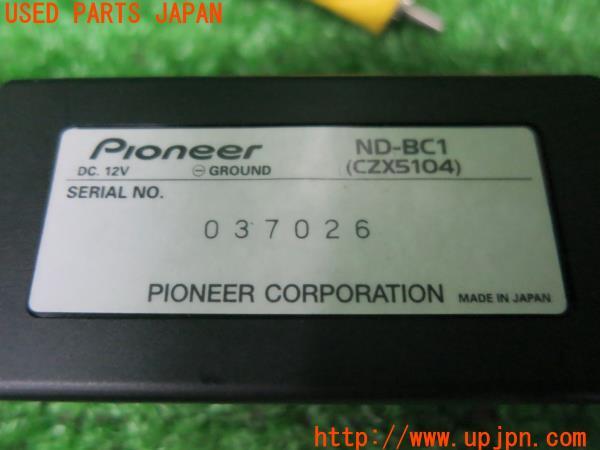 USED PARTS JAPAN
Pioneer ND-BC1
DC. 12V ⊖ GROUND (CZX5104)
SERIAL NO.
037026
PIONEER CORPORATION MADE IN JAPAN
http://www.upjpn.com/